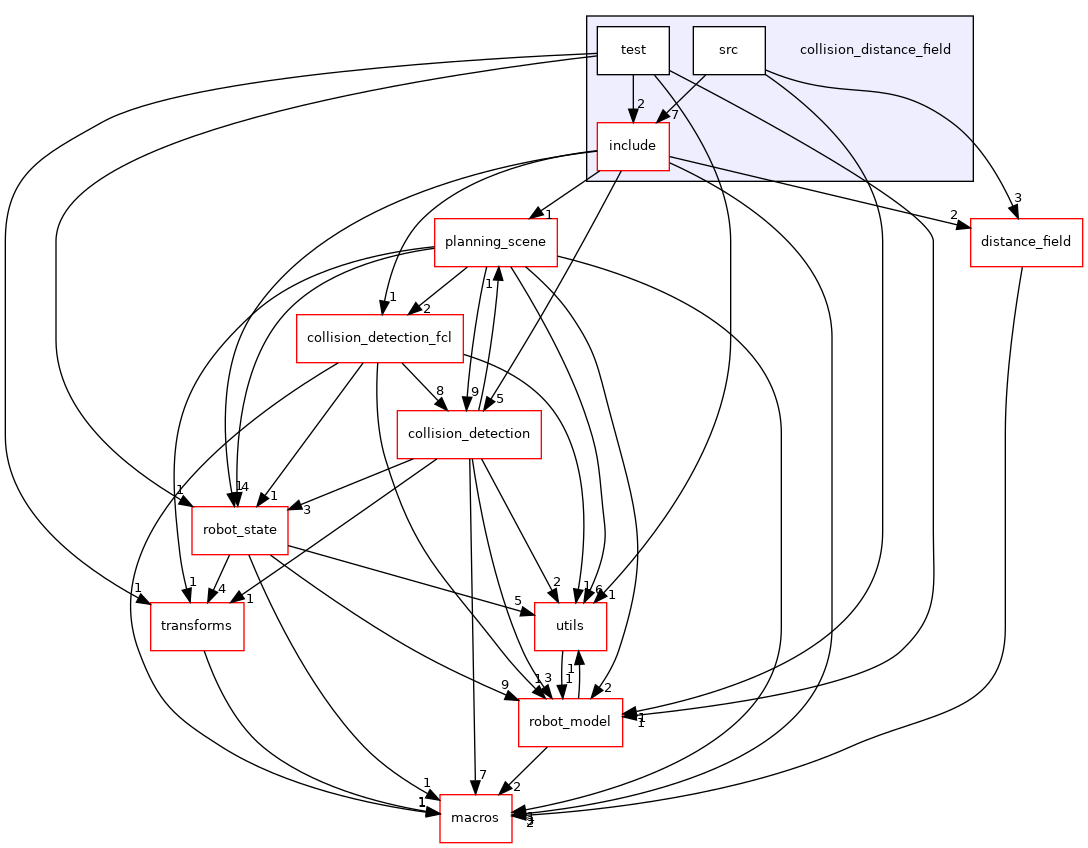 test
src
collision_distance_field
2
7
include
1
2
3
planning_scene
distance_field
1
1
2
collision_detection_fcl
8
9
5
collision_detection
1
1
4
1
3
robot_state
1
1
4
1
5
2
1
6
1
transforms
utils
1
1
9
1
3
2
robot_model
1
1
7
2
1
1
macros
2